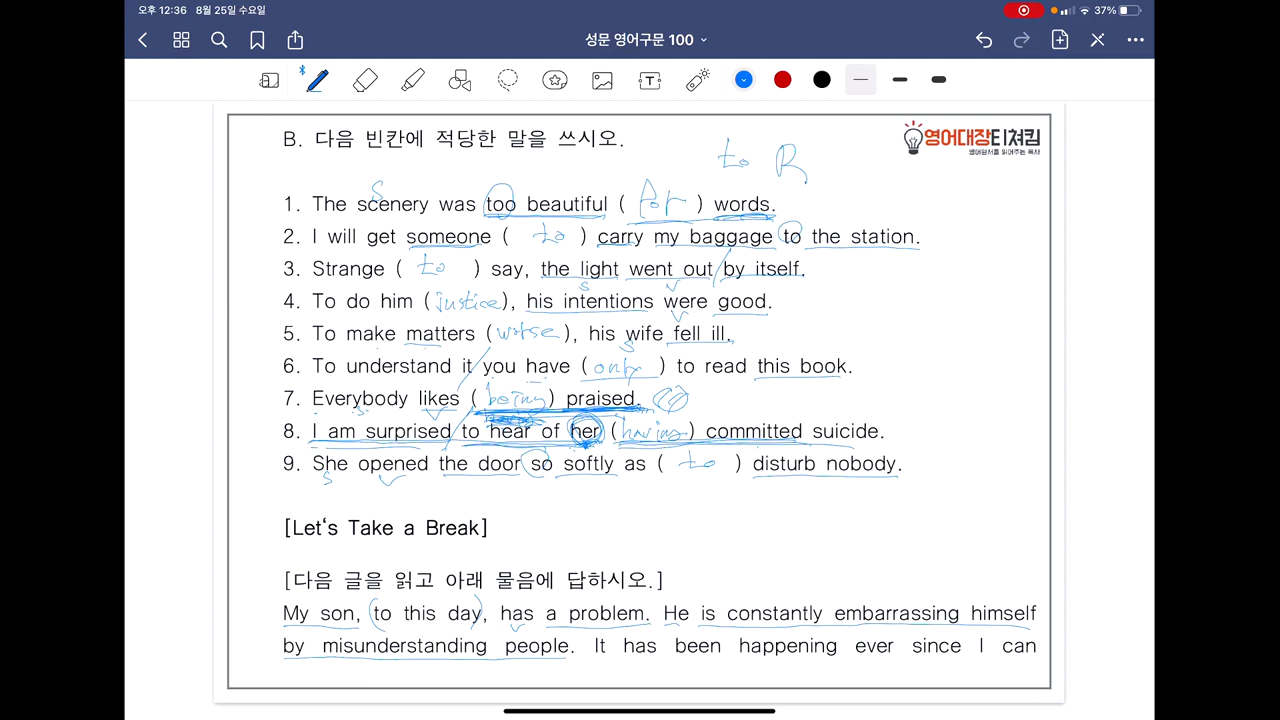 오후 12:36 8월 25일 수요일 37%
성문 영어구문 100
B. 다음 빈칸에 적당한 말을 쓰시오.
영어대장티쳐킴
to R
S
1. The scenery was too beautiful ( for ) words.
2. I will get someone ( to ) carry my baggage to the station.
3. Strange ( to ) say, the light went out by itself.
s v
4. To do him (justice), his intentions were good.
v
5. To make matters (worse), his wife fell ill.
s
6. To understand it you have (only) to read this book.
7. Everybody likes (being) praised.
s v
8. I am surprised to hear of her (having) committed suicide.
9. She opened the door so softly as ( to ) disturb nobody.
s v
[Let's Take a Break]
[다음 글을 읽고 아래 물음에 답하시오.]
My son, (to this day), has a problem. He is constantly embarrassing himself
v
by misunderstanding people. It has been happening ever since I can